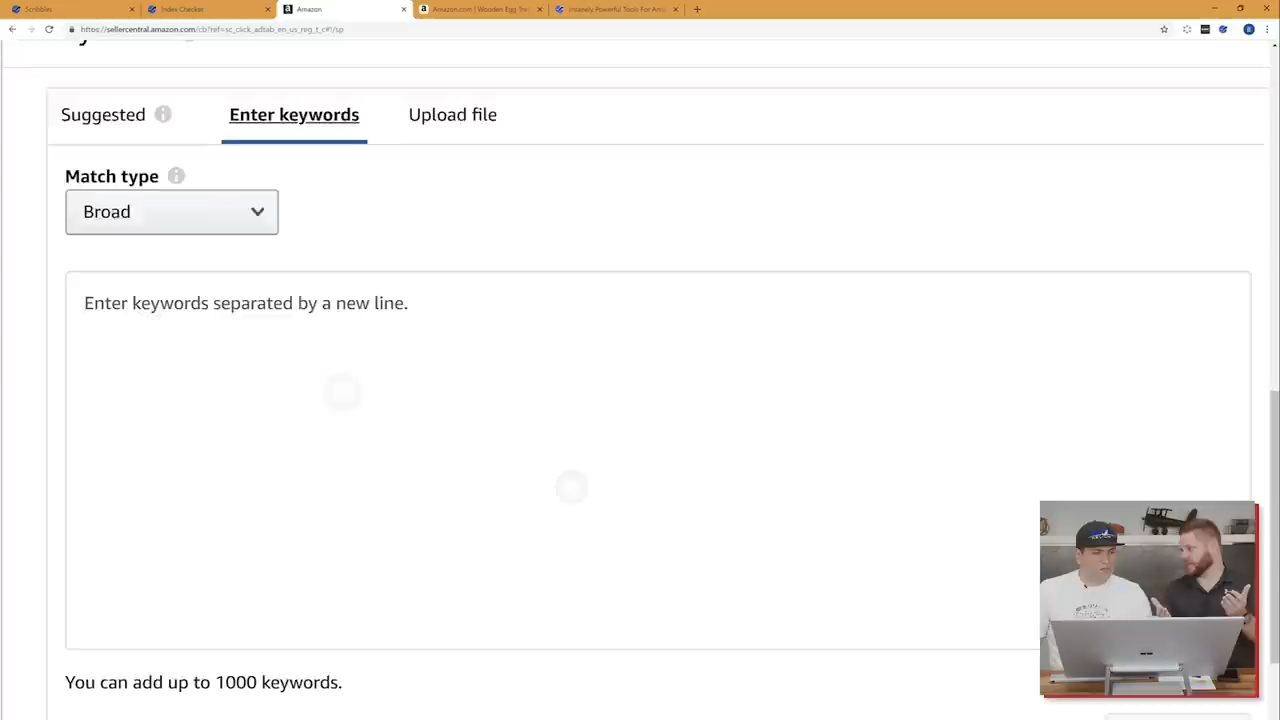 Scribbles
Index Checker
Amazon
Amazon.com | Wooden Egg Tra
Insanely Powerful Tools For Ama
https://sellercentral.amazon.com/cb?ref=sc_click_adtab_en_us_reg_t_c#!/sp
Suggested
Enter keywords
Upload file
Match type
Broad
Enter keywords separated by a new line.
You can add up to 1000 keywords.